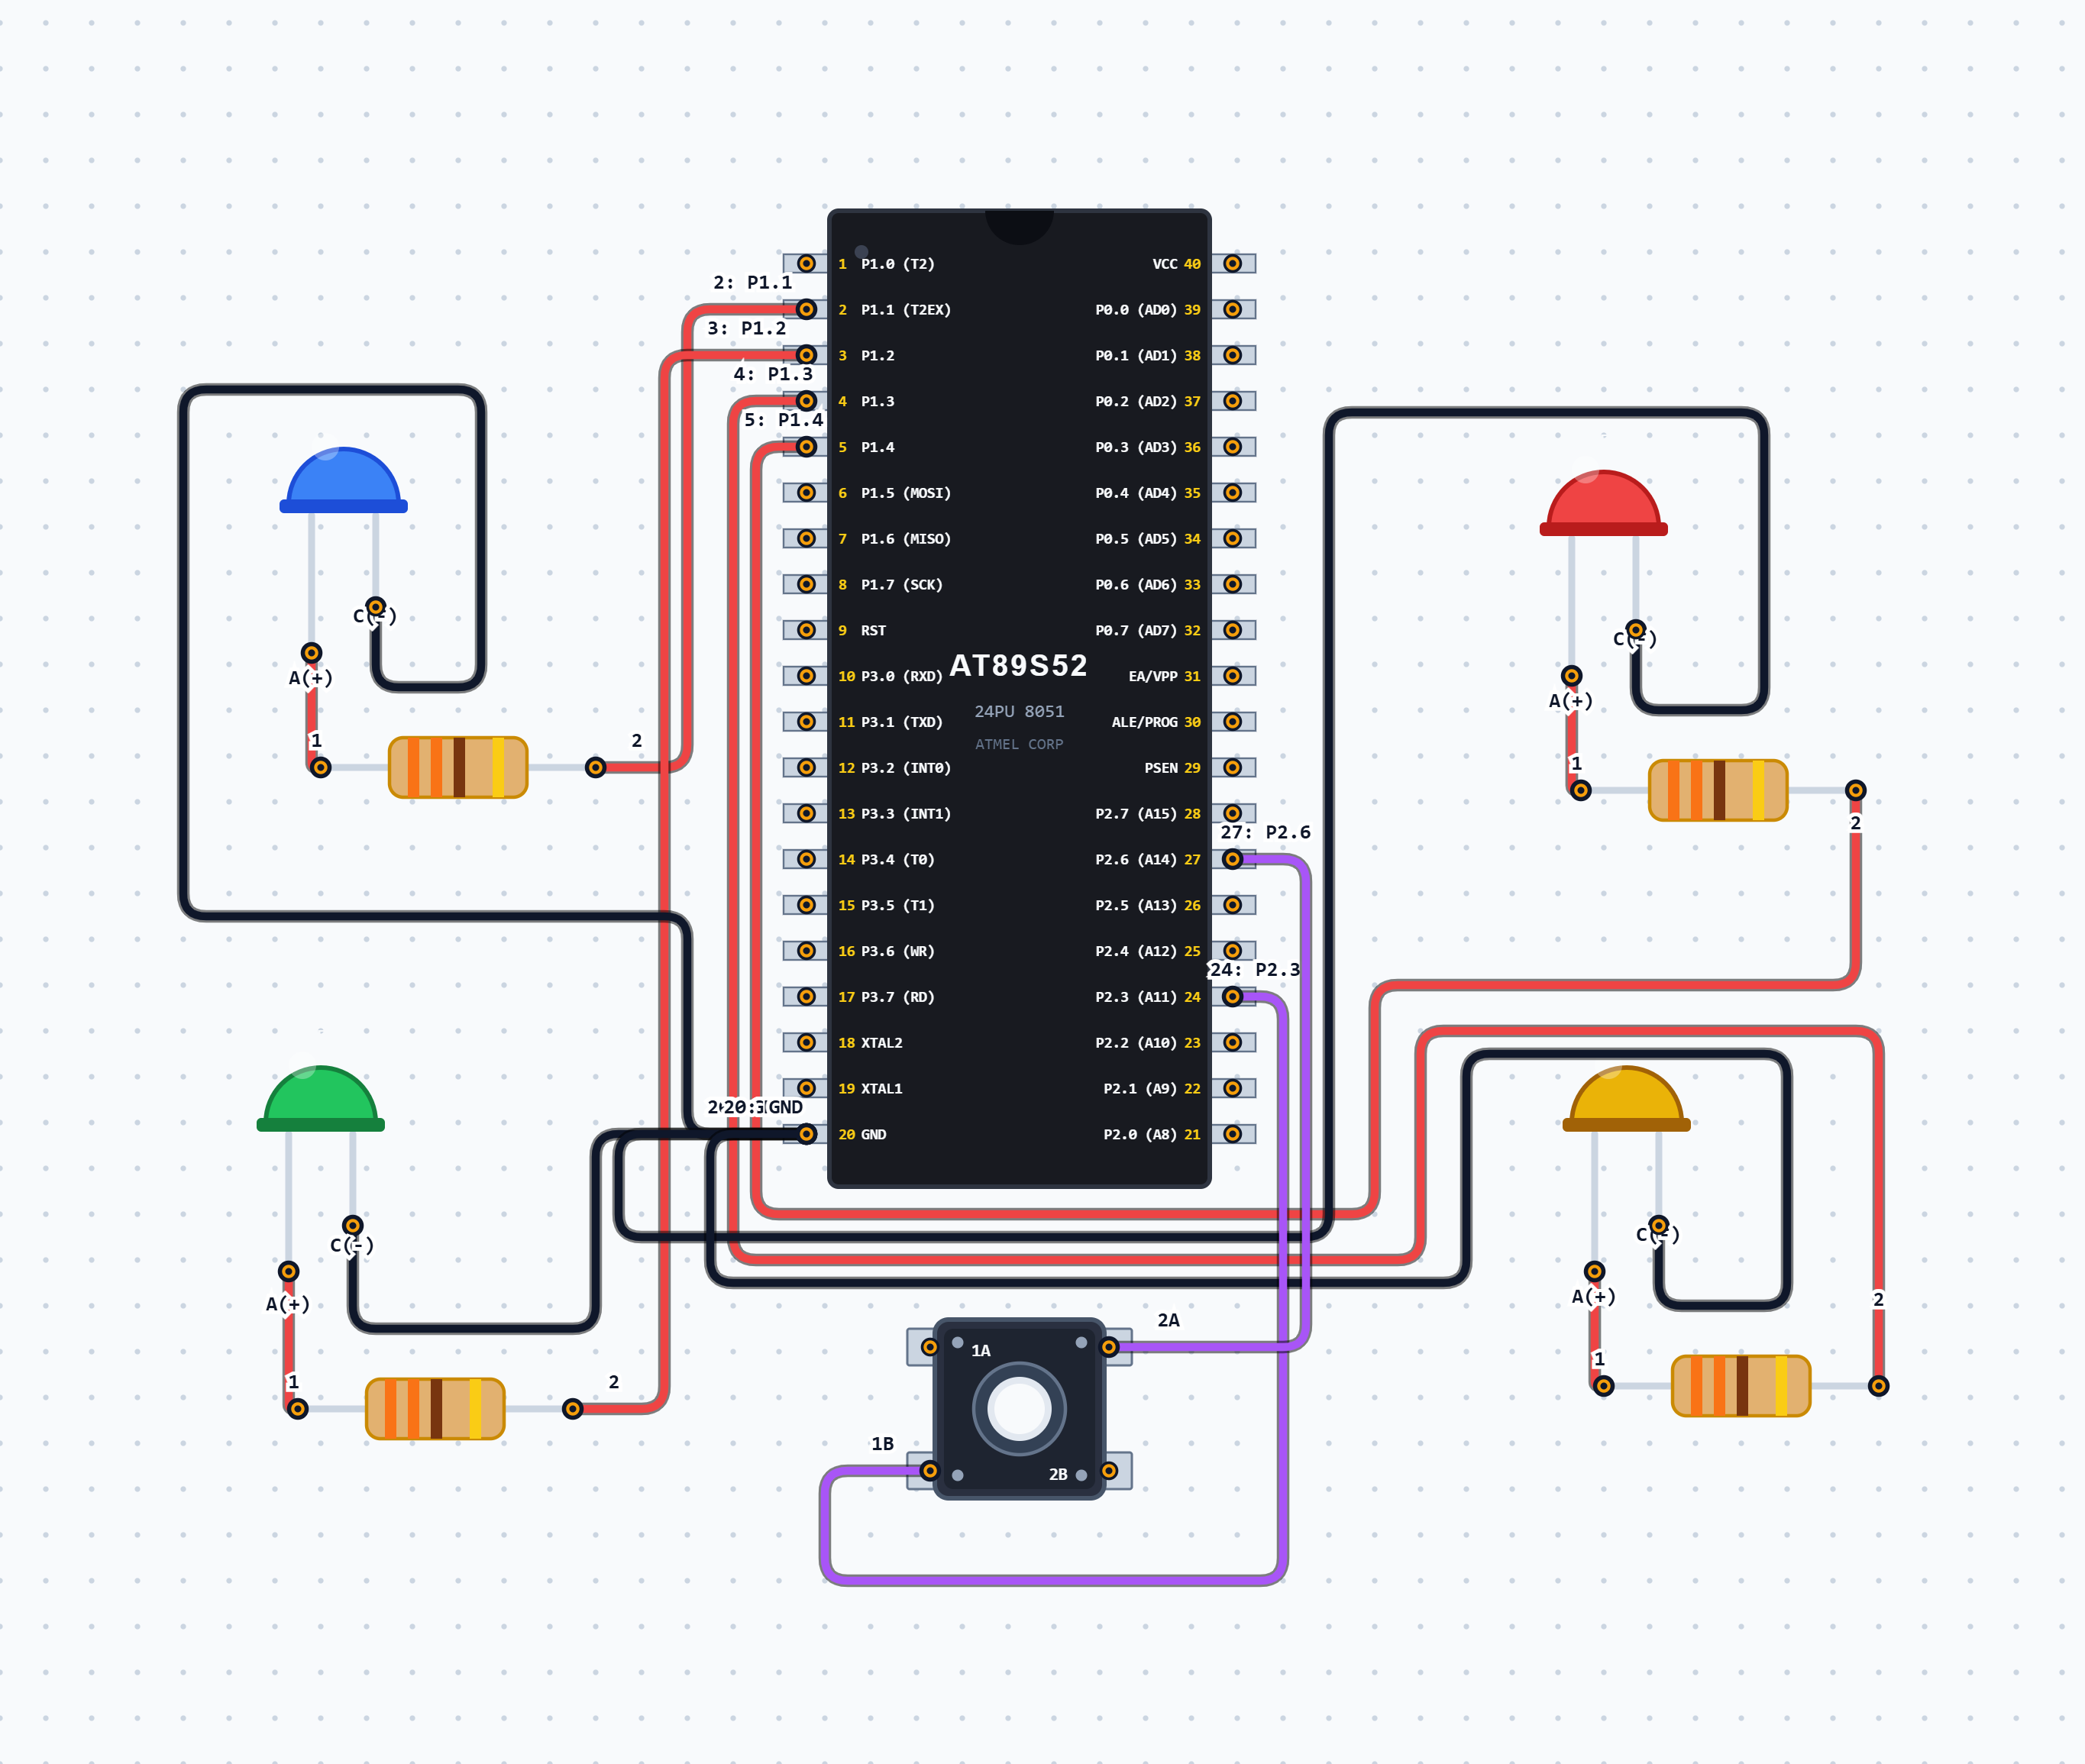 2: P1.1
3: P1.2
4: P1.3
5: P1.4
1 P1.0 (T2)
VCC 40
2 P1.1 (T2EX)
P0.0 (AD0) 39
3 P1.2
P0.1 (AD1) 38
4 P1.3
P0.2 (AD2) 37
5 P1.4
P0.3 (AD3) 36
6 P1.5 (MOSI)
P0.4 (AD4) 35
7 P1.6 (MISO)
P0.5 (AD5) 34
8 P1.7 (SCK)
P0.6 (AD6) 33
9 RST
P0.7 (AD7) 32
AT89S52
10 P3.0 (RXD)
EA/VPP 31
24PU 8051
11 P3.1 (TXD)
ALE/PROG 30
ATMEL CORP
12 P3.2 (INT0)
PSEN 29
13 P3.3 (INT1)
P2.7 (A15) 28
27: P2.6
14 P3.4 (T0)
P2.6 (A14) 27
15 P3.5 (T1)
P2.5 (A13) 26
16 P3.6 (WR)
P2.4 (A12) 25
24: P2.3
17 P3.7 (RD)
P2.3 (A11) 24
18 XTAL2
P2.2 (A10) 23
19 XTAL1
P2.1 (A9) 22
20 GND
P2.0 (A8) 21
C(-)
A(+)
1
2
C(-)
A(+)
1
2
C(-)
A(+)
1
2
C(-)
A(+)
1
2
2A
1A
1B
2B